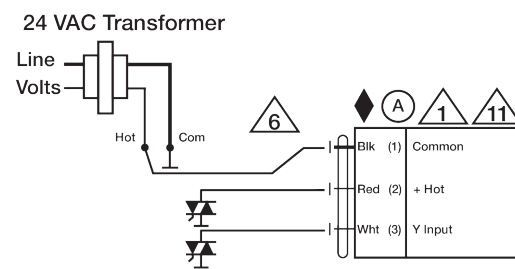 24 VAC Transformer
Line
Volts
Hot
Com
6
A
1
11
Blk (1) Common
Red (2) + Hot
Wht (3) Y Input